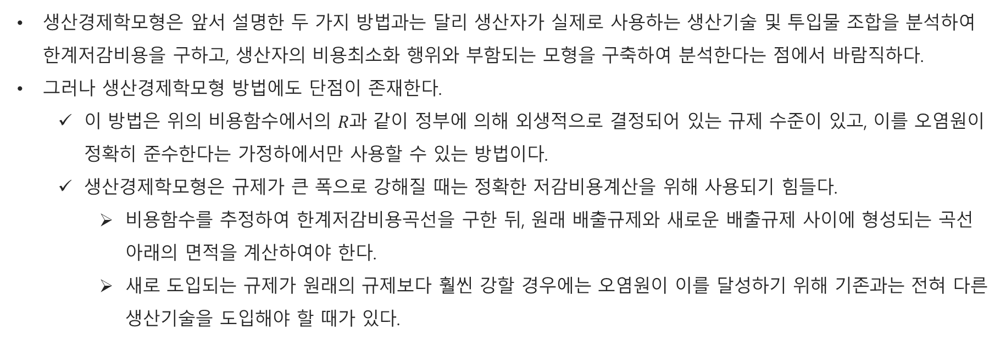 • 생산경제학모형은 앞서 설명한 두 가지 방법과는 달리 생산자가 실제로 사용하는 생산기술 및 투입물 조합을 분석하여
한계저감비용을 구하고, 생산자의 비용최소화 행위와 부합되는 모형을 구축하여 분석한다는 점에서 바람직하다.
• 그러나 생산경제학모형 방법에도 단점이 존재한다.
✓ 이 방법은 위의 비용함수에서의 R과 같이 정부에 의해 외생적으로 결정되어 있는 규제 수준이 있고, 이를 오염원이
정확히 준수한다는 가정하에서만 사용할 수 있는 방법이다.
✓ 생산경제학모형은 규제가 큰 폭으로 강해질 때는 정확한 저감비용계산을 위해 사용되기 힘들다.
➢ 비용함수를 추정하여 한계저감비용곡선을 구한 뒤, 원래 배출규제와 새로운 배출규제 사이에 형성되는 곡선
아래의 면적을 계산하여야 한다.
➢ 새로 도입되는 규제가 원래의 규제보다 훨씬 강할 경우에는 오염원이 이를 달성하기 위해 기존과는 전혀 다른
생산기술을 도입해야 할 때가 있다.